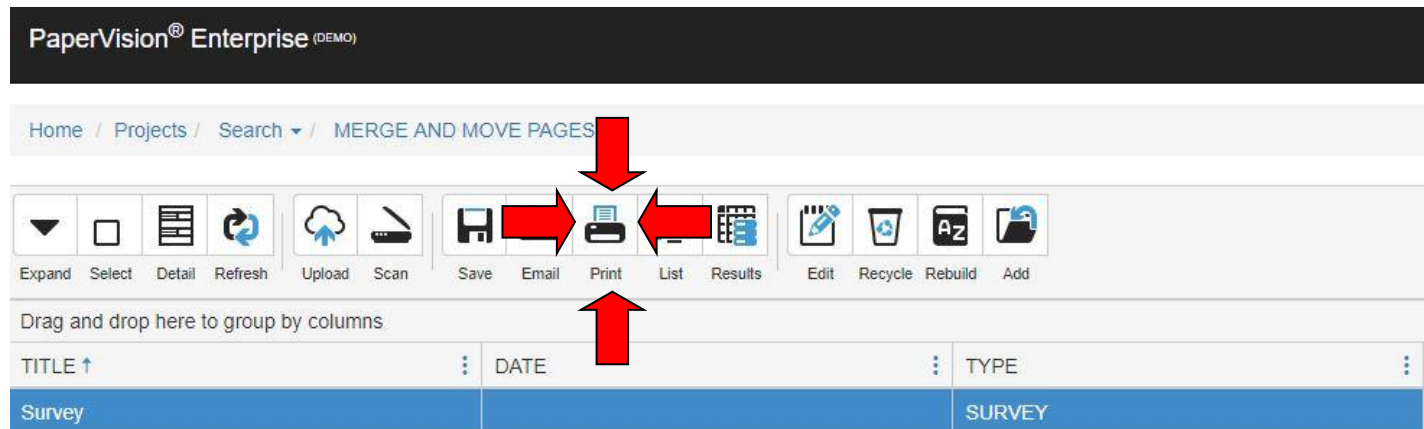 PaperVision® Enterprise (DEMO)
Home / Projects / Search / MERGE AND MOVE PAGES
Expand Select Detail Refresh Upload Scan Save Email Print List Results Edit Recycle Rebuild Add
Drag and drop here to group by columns
TITLE ↑ DATE TYPE
Survey SURVEY